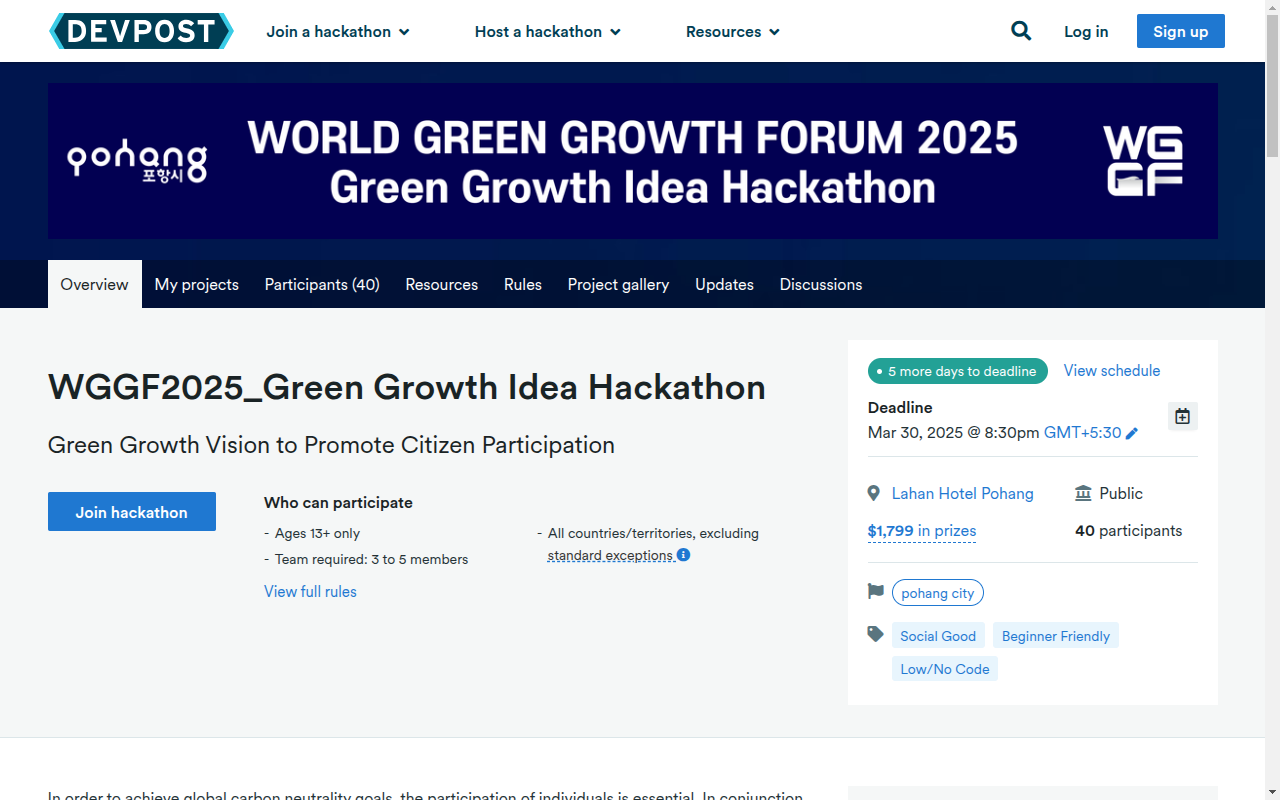 DEVPOST
Join a hackathon
Host a hackathon
Resources
Log in
Sign up
pohang
포항시
WORLD GREEN GROWTH FORUM 2025
Green Growth Idea Hackathon
WG
GF
Overview
My projects
Participants (40)
Resources
Rules
Project gallery
Updates
Discussions
WGGF2025_Green Growth Idea Hackathon
Green Growth Vision to Promote Citizen Participation
Join hackathon
Who can participate
- Ages 13+ only
- Team required: 3 to 5 members
- All countries/territories, excluding
standard exceptions
View full rules
5 more days to deadline
View schedule
Deadline
Mar 30, 2025 @ 8:30pm GMT+5:30
Lahan Hotel Pohang
Public
$1,799 in prizes
40 participants
pohang city
Social Good
Beginner Friendly
Low/No Code
In order to achieve global carbon neutrality goals, the participation of individuals is essential. In conjunction